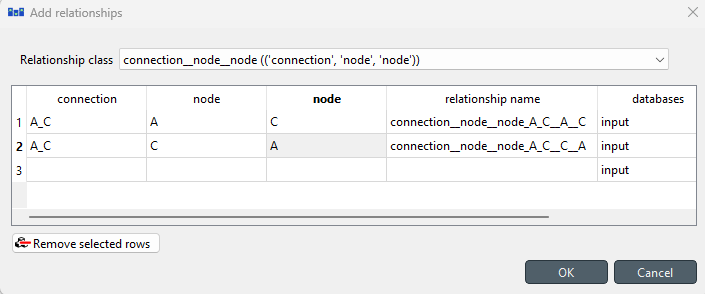 Add relationships
Relationship class connection__node__node (('connection', 'node', 'node'))
connection node node relationship name databases
1 A_C A C connection__node__node_A_C__A__C input
2 A_C C A connection__node__node_A_C__C__A input
3 input
Remove selected rows
OK Cancel